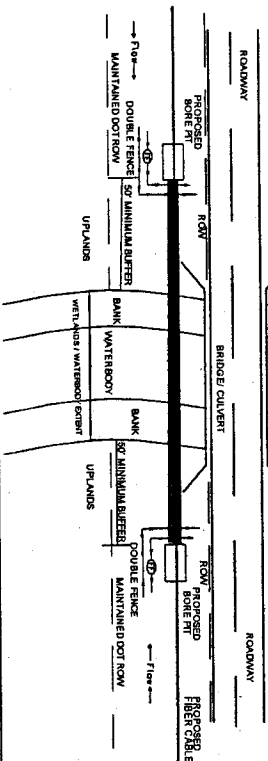 ROADWAY
ROADWAY
BRIDGE/ CULVERT
ROW
ROW
PROPOSED
BORE PIT
PROPOSED
BORE PIT
PROPOSED
FIBER CABLE
TF
TF
DOUBLE FENCE
DOUBLE FENCE
Flow
Flow
50' MINIMUM BUFFER
50' MINIMUM BUFFER
MAINTAINED DOT ROW
MAINTAINED DOT ROW
BANK
WATERBODY
BANK
UPLANDS
UPLANDS
WETLANDS / WATERBODY EXTENT